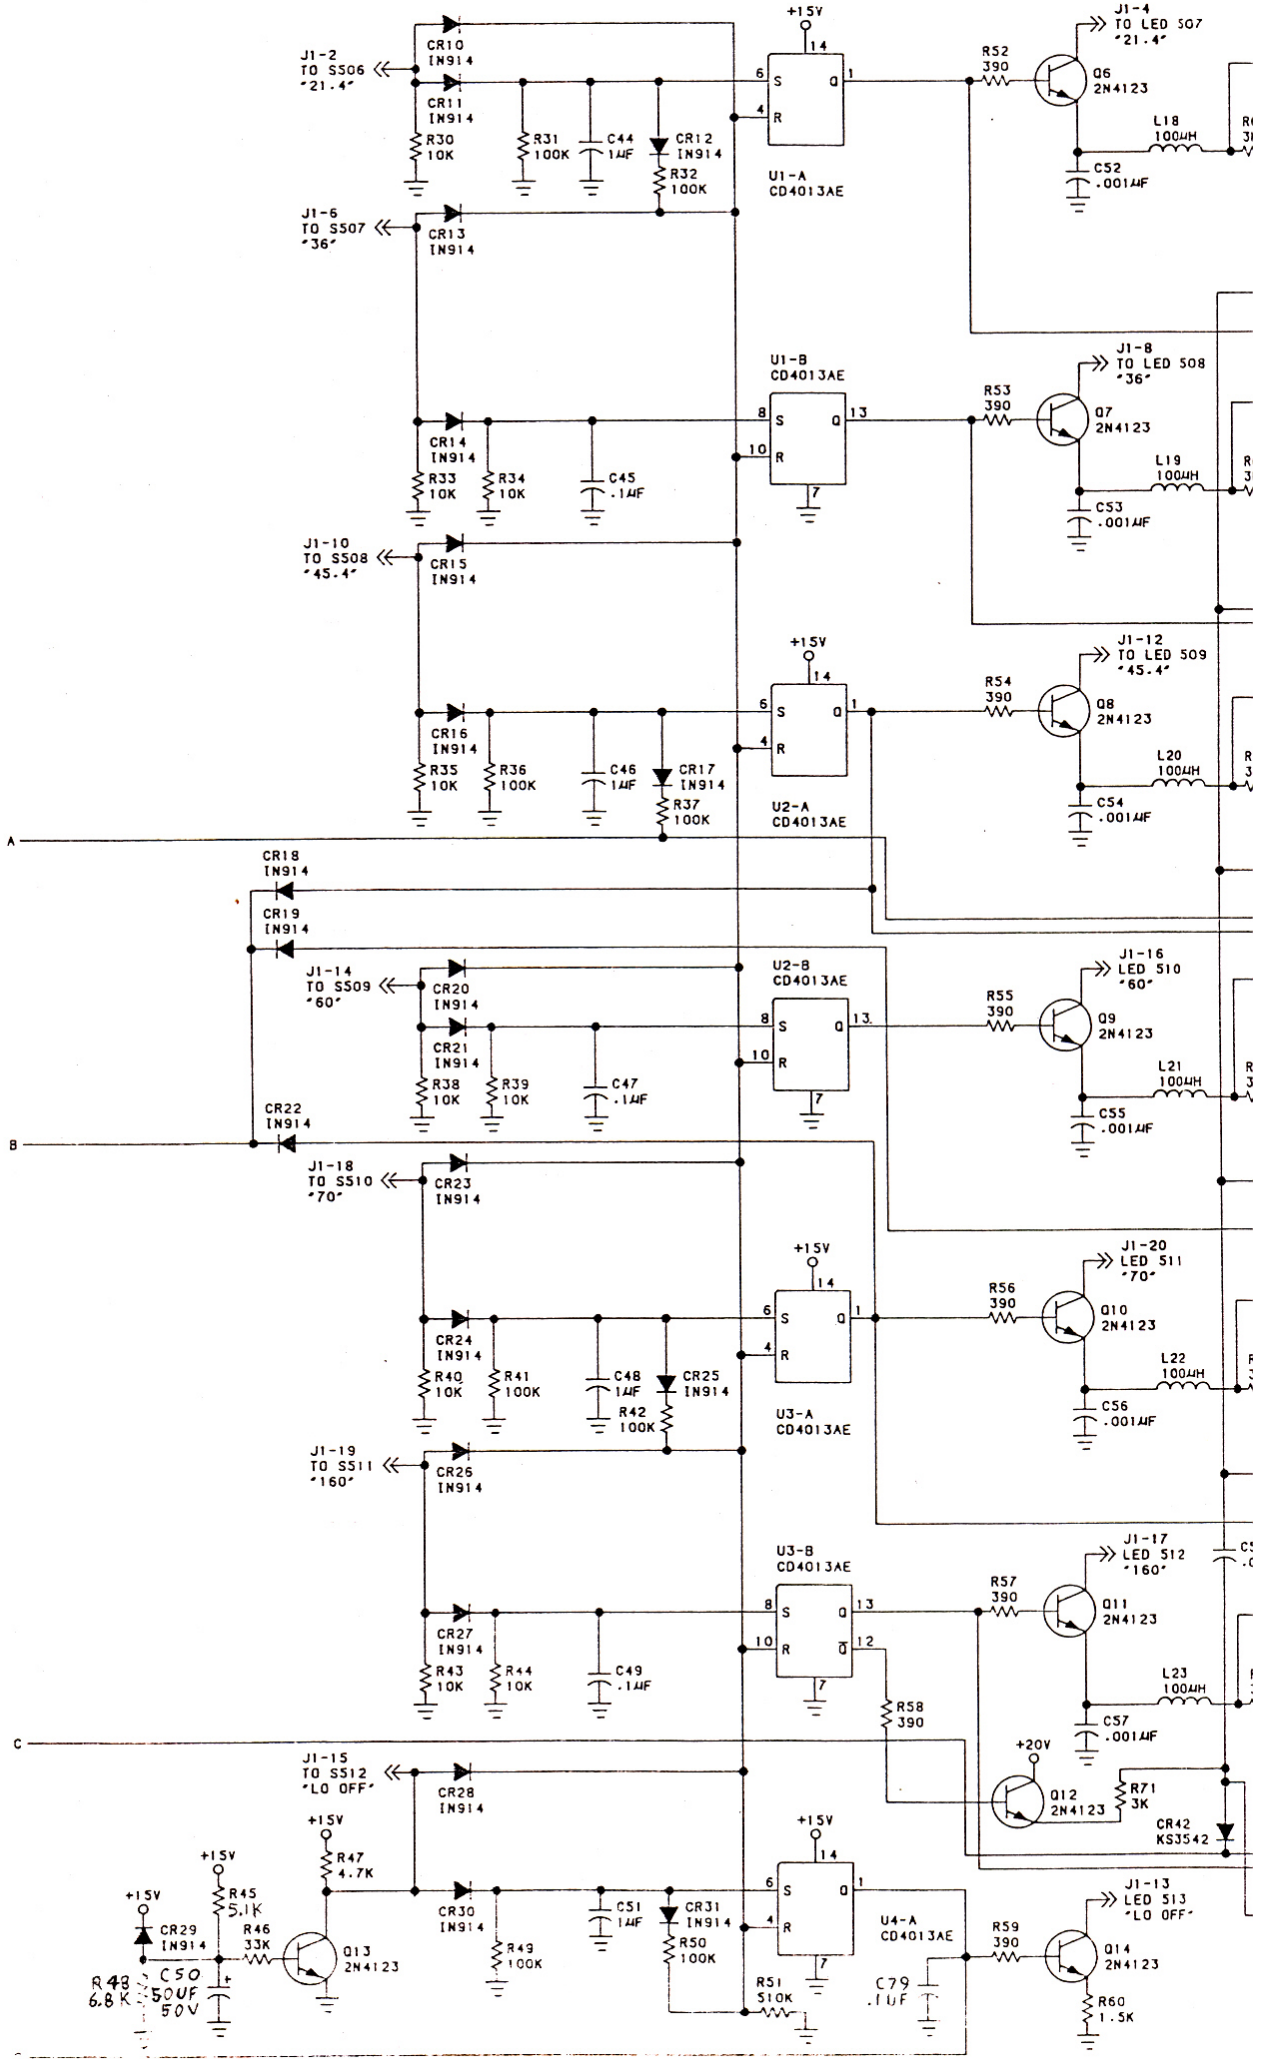 J1-2
TO S506
"21.4"
CR10
IN914
CR11
IN914
R30
10K
R31
100K
C44
1µF
CR12
IN914
R32
100K
+15V
14
6
S
Q
1
4
R
U1-A
CD4013AE
R52
390
J1-4
TO LED 507
"21.4"
Q6
2N4123
L18
100µH
C52
.001µF
J1-6
TO S507
"36"
CR13
IN914
U1-B
CD4013AE
8
S
Q
13
10
R
7
CR14
IN914
R33
10K
R34
10K
C45
.1µF
R53
390
J1-8
TO LED 508
"36"
Q7
2N4123
L19
100µH
C53
.001µF
J1-10
TO S508
"45.4"
CR15
IN914
+15V
14
6
S
Q
1
4
R
U2-A
CD4013AE
CR16
IN914
R35
10K
R36
100K
C46
1µF
CR17
IN914
R37
100K
R54
390
J1-12
TO LED 509
"45.4"
Q8
2N4123
L20
100µH
C54
.001µF
A
CR18
IN914
CR19
IN914
J1-14
TO S509
"60"
CR20
IN914
CR21
IN914
R38
10K
R39
10K
C47
.1µF
U2-B
CD4013AE
8
S
Q
13
10
R
7
R55
390
J1-16
LED 510
"60"
Q9
2N4123
L21
100µH
C55
.001µF
B
CR22
IN914
J1-18
TO S510
"70"
CR23
IN914
+15V
14
6
S
Q
1
4
R
U3-A
CD4013AE
CR24
IN914
R40
10K
R41
100K
C48
1µF
CR25
IN914
R42
100K
R56
390
J1-20
LED 511
"70"
Q10
2N4123
L22
100µH
C56
.001µF
J1-19
TO S511
"160"
CR26
IN914
U3-B
CD4013AE
8
S
Q
13
10
R
Q̅
12
7
CR27
IN914
R43
10K
R44
10K
C49
.1µF
R57
390
J1-17
LED 512
"160"
Q11
2N4123
L23
100µH
C57
.001µF
R58
390
C
J1-15
TO S512
"LO OFF"
CR28
IN914
+20V
Q12
2N4123
R71
3K
CR42
KS3542
+15V
R47
4.7K
+15V
R45
5.1K
+15V
CR29
IN914
R46
33K
Q13
2N4123
R48
6.8K
C50
50UF
50V
CR30
IN914
R49
100K
C51
1µF
CR31
IN914
R50
100K
R51
510K
+15V
14
6
S
Q
1
4
R
7
U4-A
CD4013AE
C79
.1UF
R59
390
J1-13
LED 513
"LO OFF"
Q14
2N4123
R60
1.5K